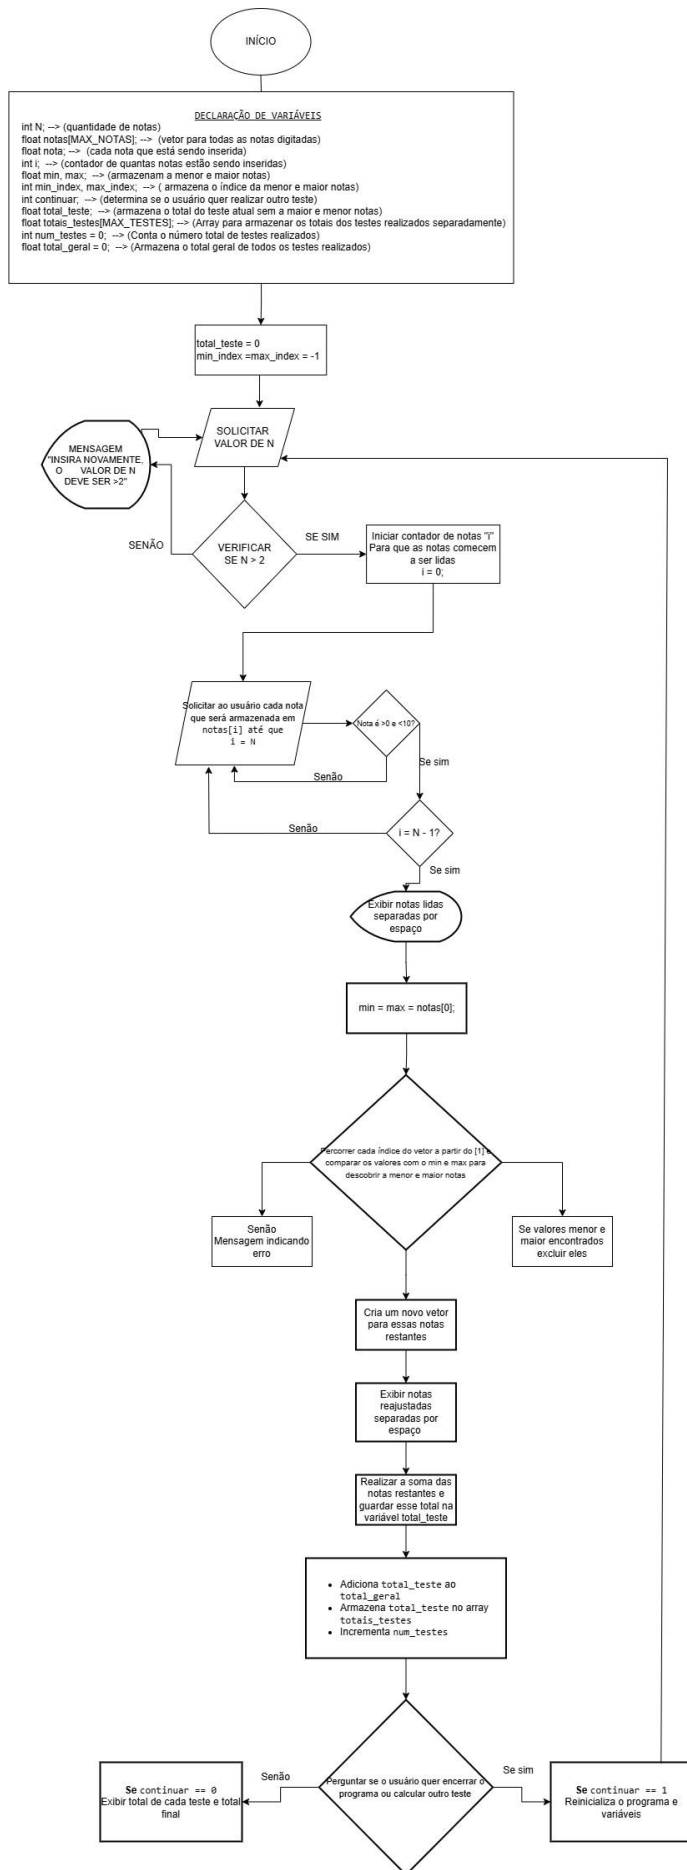 INÍCIO
DECLARAÇÃO DE VARIÁVEIS
int N; --> (quantidade de notas)
float notas[MAX_NOTAS]; --> (vetor para todas as notas digitadas)
float nota; --> (cada nota que está sendo inserida)
int i; --> (contador de quantas notas estão sendo inseridas)
float min, max; --> (armazenam a menor e maior notas)
int min_index, max_index; --> ( armazena o índice da menor e maior notas)
int continuar; --> (determina se o usuário quer realizar outro teste)
float total_teste; --> (armazena o total do teste atual sem a maior e menor notas)
float totais_testes[MAX_TESTES]; --> (Array para armazenar os totais dos testes realizados separadamente)
int num_testes = 0; --> (Conta o número total de testes realizados)
float total_geral = 0; --> (Armazena o total geral de todos os testes realizados)
total_teste = 0
min_index =max_index = -1
SOLICITAR
VALOR DE N
MENSAGEM
"INSIRA NOVAMENTE,
O VALOR DE N
DEVE SER >2"
SENÃO
VERIFICAR
SE N > 2
SE SIM
Iniciar contador de notas "i"
Para que as notas comecem
a ser lidas
i = 0;
Solicitar ao usuário cada nota
que será armazenada em
notas[i] até que
i = N
Nota é >0 e <10?
Senão
Se sim
Senão
i = N - 1?
Se sim
Exibir notas lidas
separadas por
espaço
min = max = notas[0];
Percorrer cada índice do vetor a partir do [1] e
comparar os valores com o min e max para
descobrir a menor e maior notas
Senão
Mensagem indicando
erro
Se valores menor e
maior encontrados
excluir eles
Cria um novo vetor
para essas notas
restantes
Exibir notas
reajustadas
separadas por
espaço
Realizar a soma das
notas restantes e
guardar esse total na
variável total_teste
• Adiciona total_teste ao
total_geral
• Armazena total_teste no array
totais_testes
• Incrementa num_testes
Perguntar se o usuário quer encerrar o
programa ou calcular outro teste
Senão
Se continuar == 0
Exibir total de cada teste e total
final
Se sim
Se continuar == 1
Reinicializa o programa e
variáveis